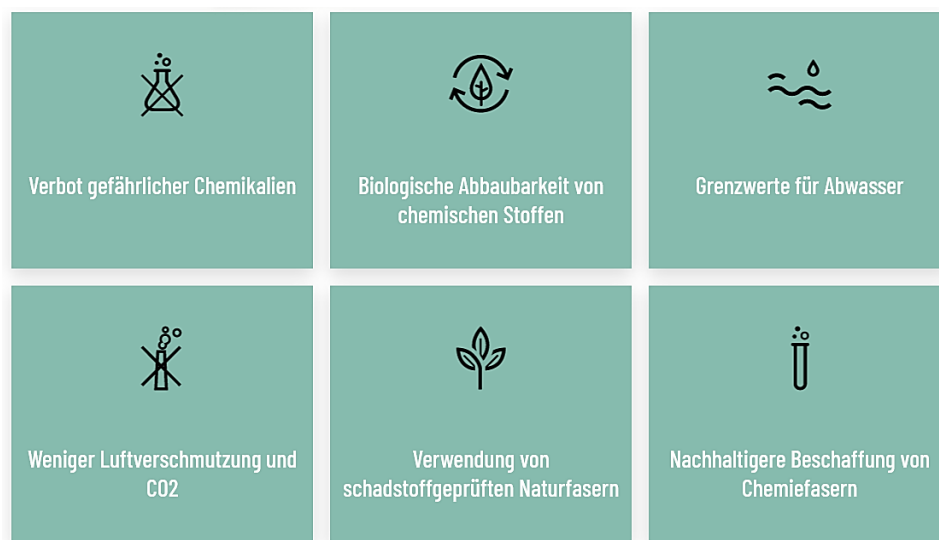 Verbot gefährlicher Chemikalien
Biologische Abbaubarkeit von
chemischen Stoffen
Grenzwerte für Abwasser
Weniger Luftverschmutzung und
CO2
Verwendung von
schadstoffgeprüften Naturfasern
Nachhaltigere Beschaffung von
Chemiefasern